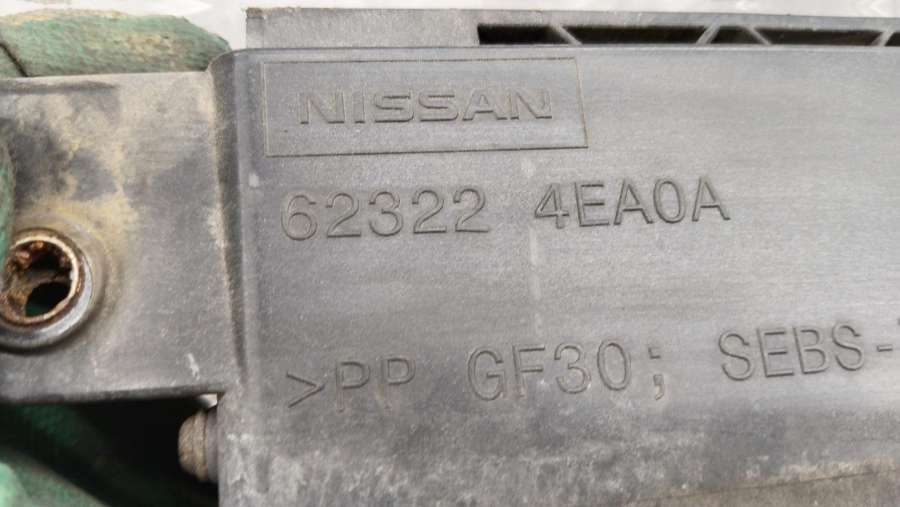 NISSAN
62322 4EA0A
>PP GF30; SEBS-